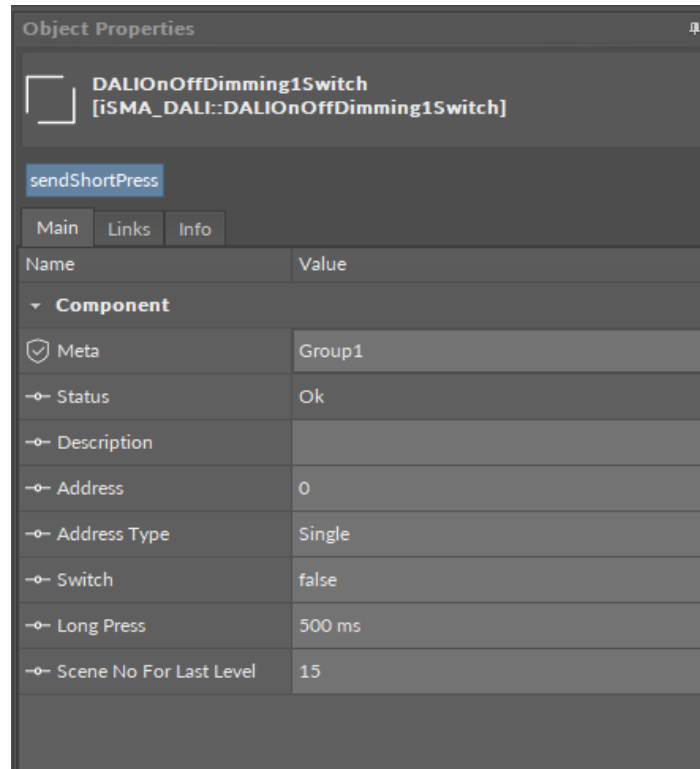 Object Properties
DALIOnOffDimming1Switch
[iSMA_DALI::DALIOnOffDimming1Switch]
sendShortPress
Main Links Info
Name Value
Component
Meta Group1
Status Ok
Description
Address 0
Address Type Single
Switch false
Long Press 500 ms
Scene No For Last Level 15